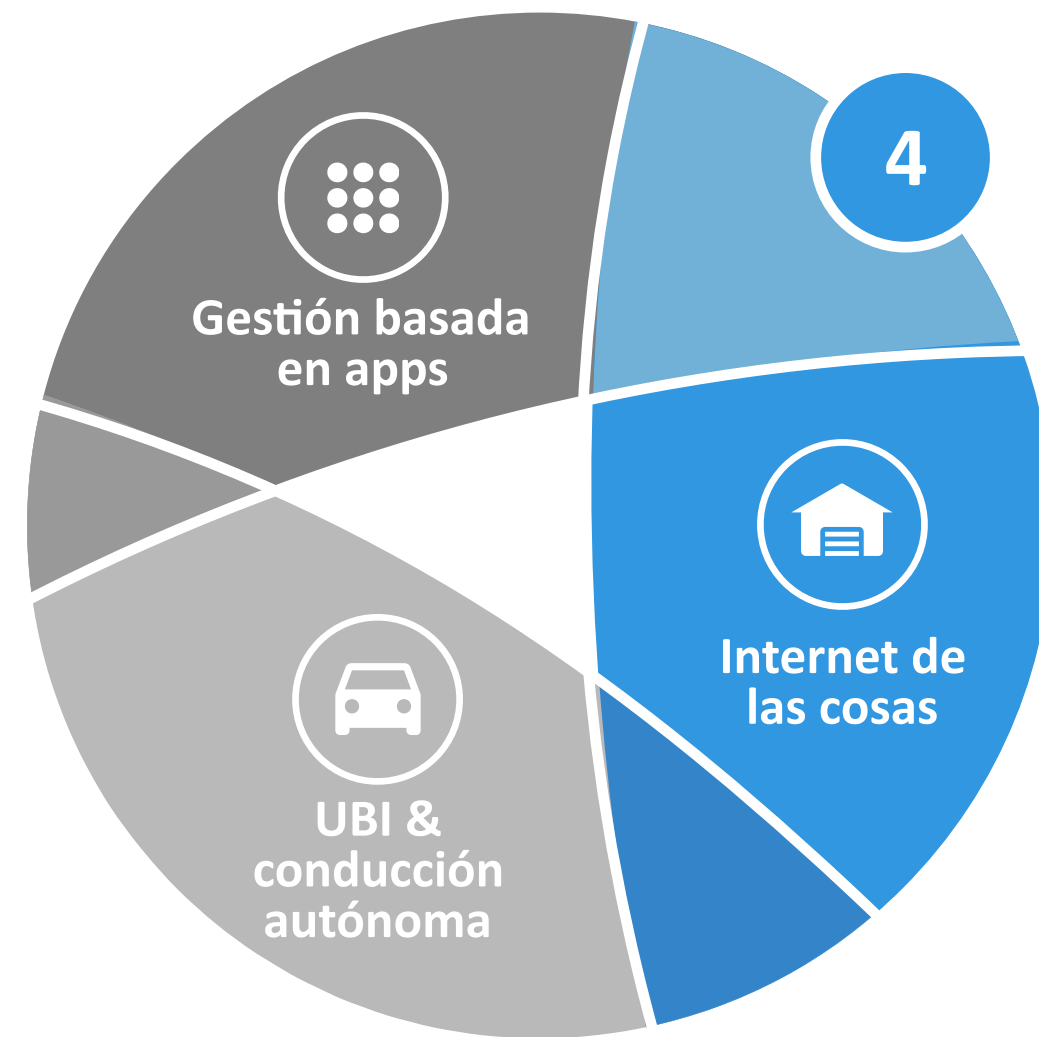 4
Gestión basada
en apps
Internet de
las cosas
UBI &
conducción
autónoma